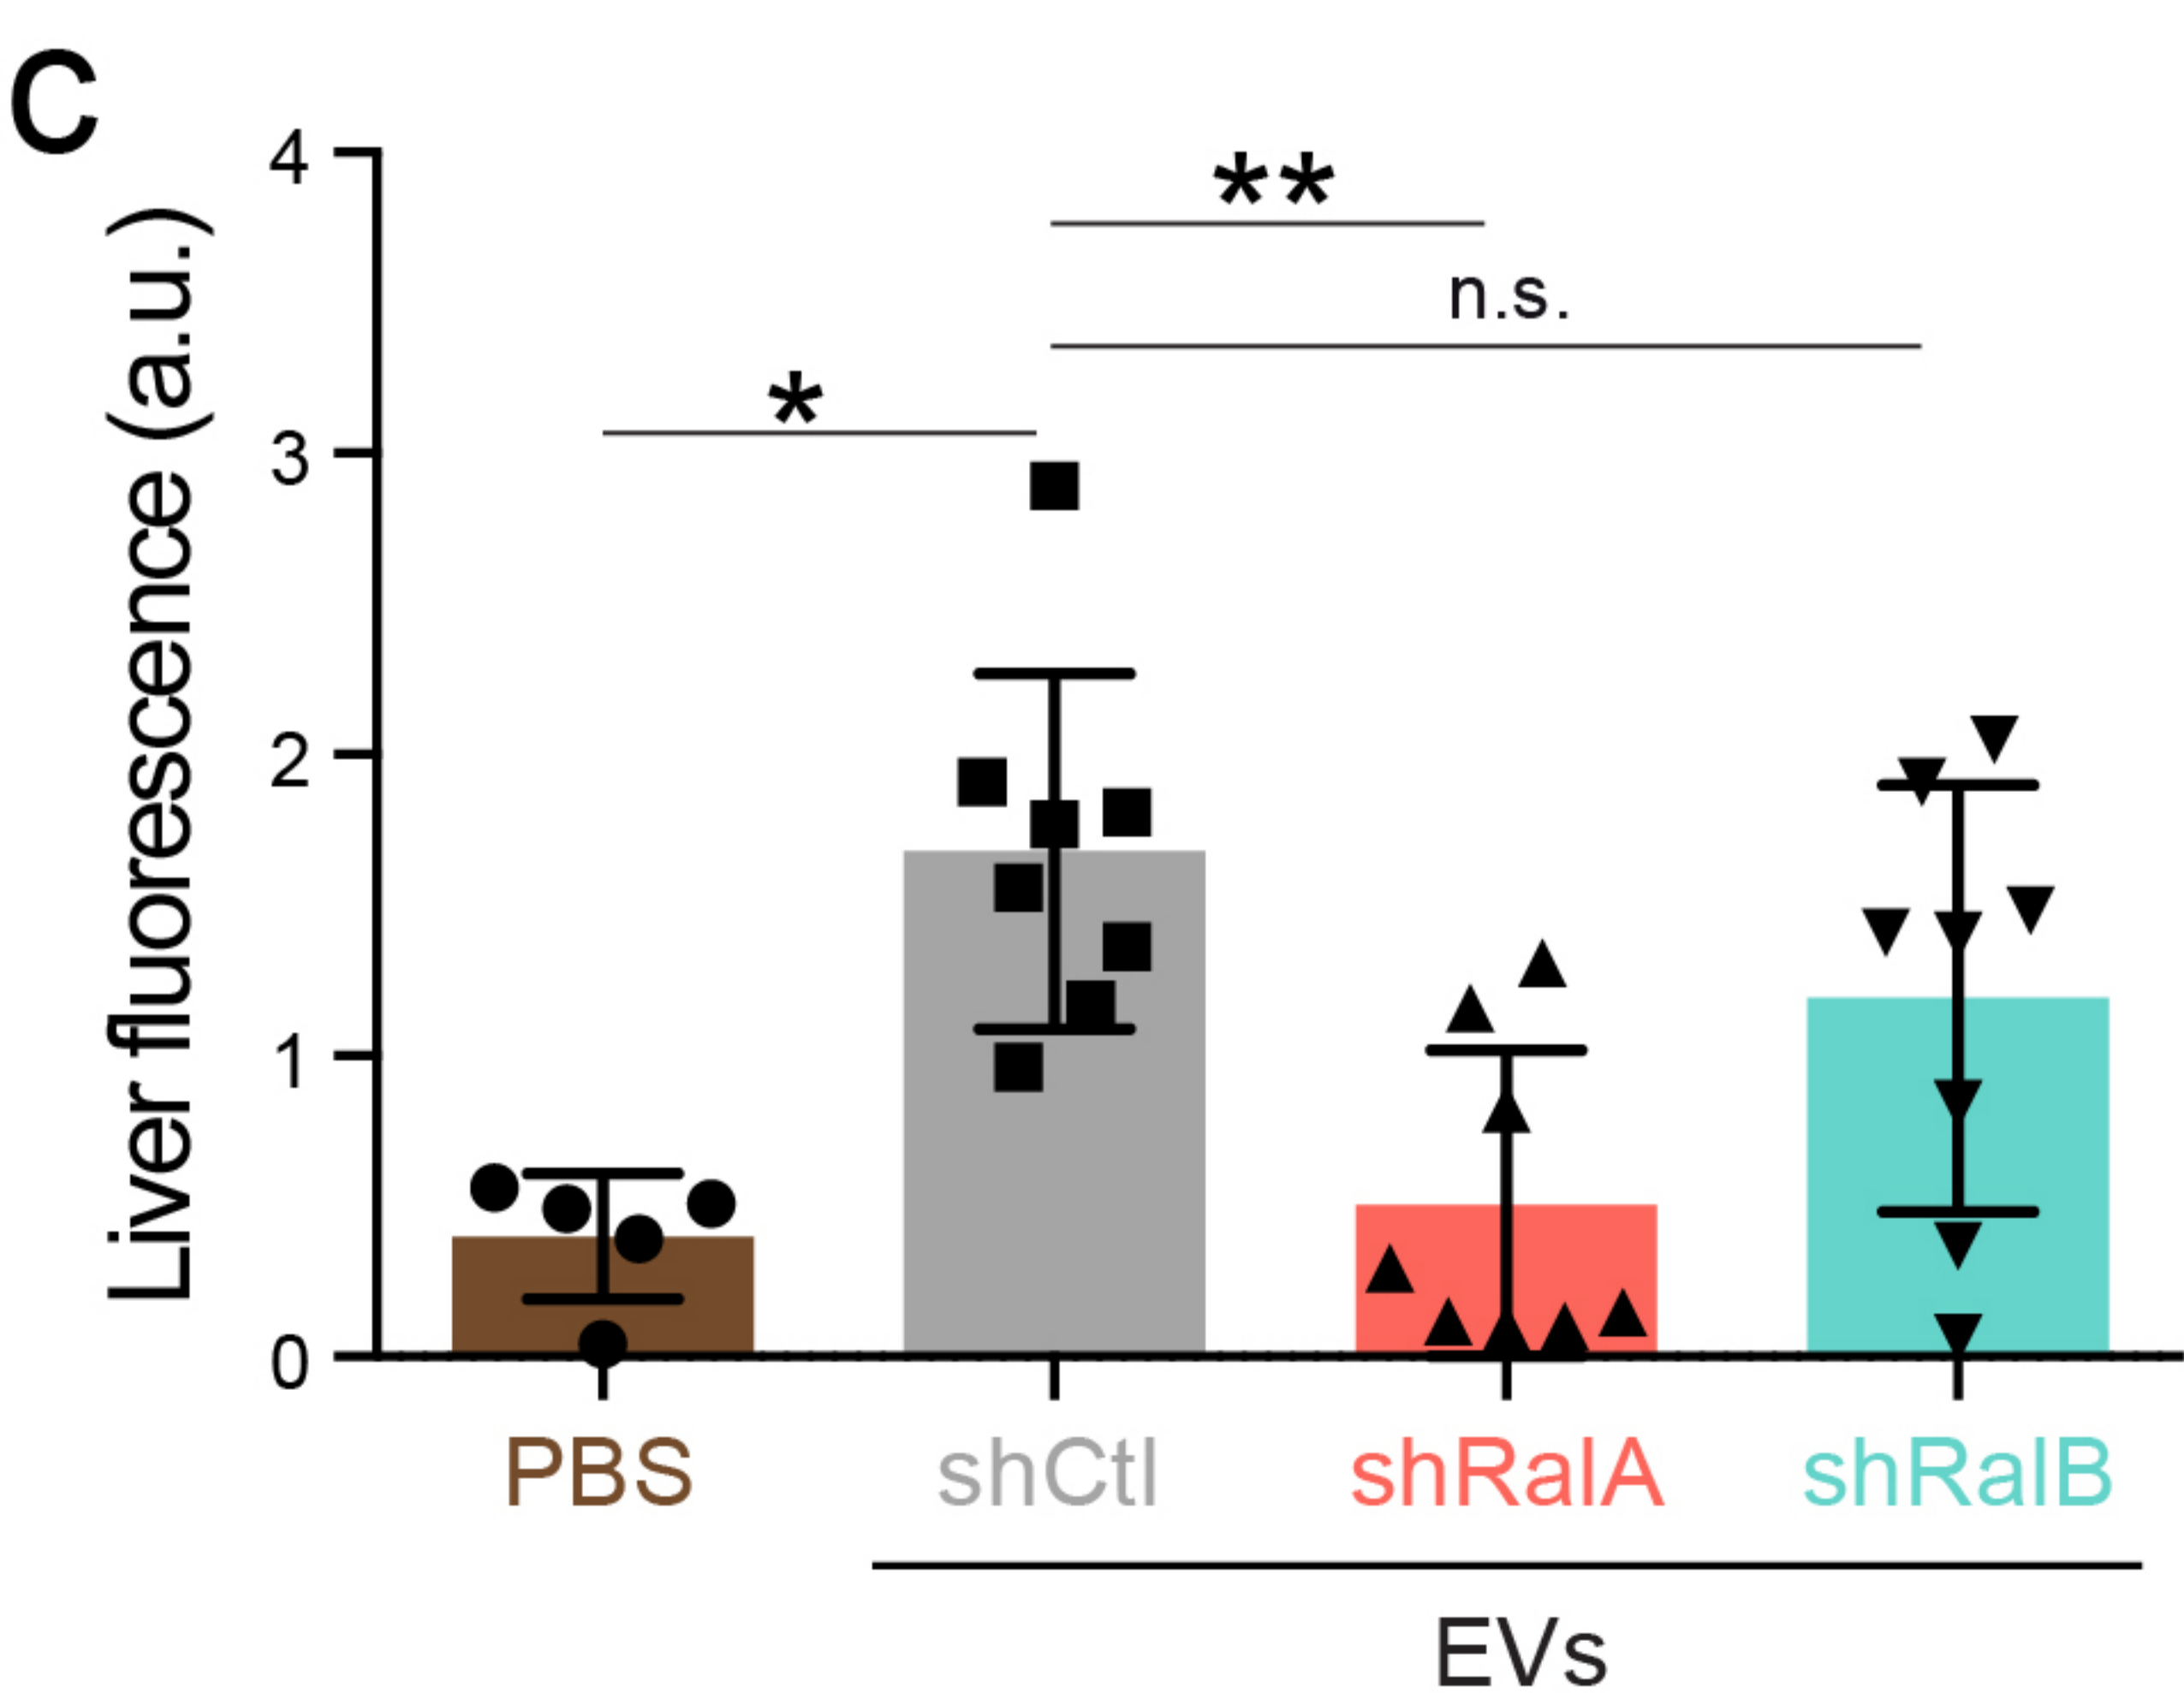 C
Liver fluorescence (a.u.)
4
3
2
1
0
**
n.s.
*
PBS
shCtl
shRalA
shRalB
EVs